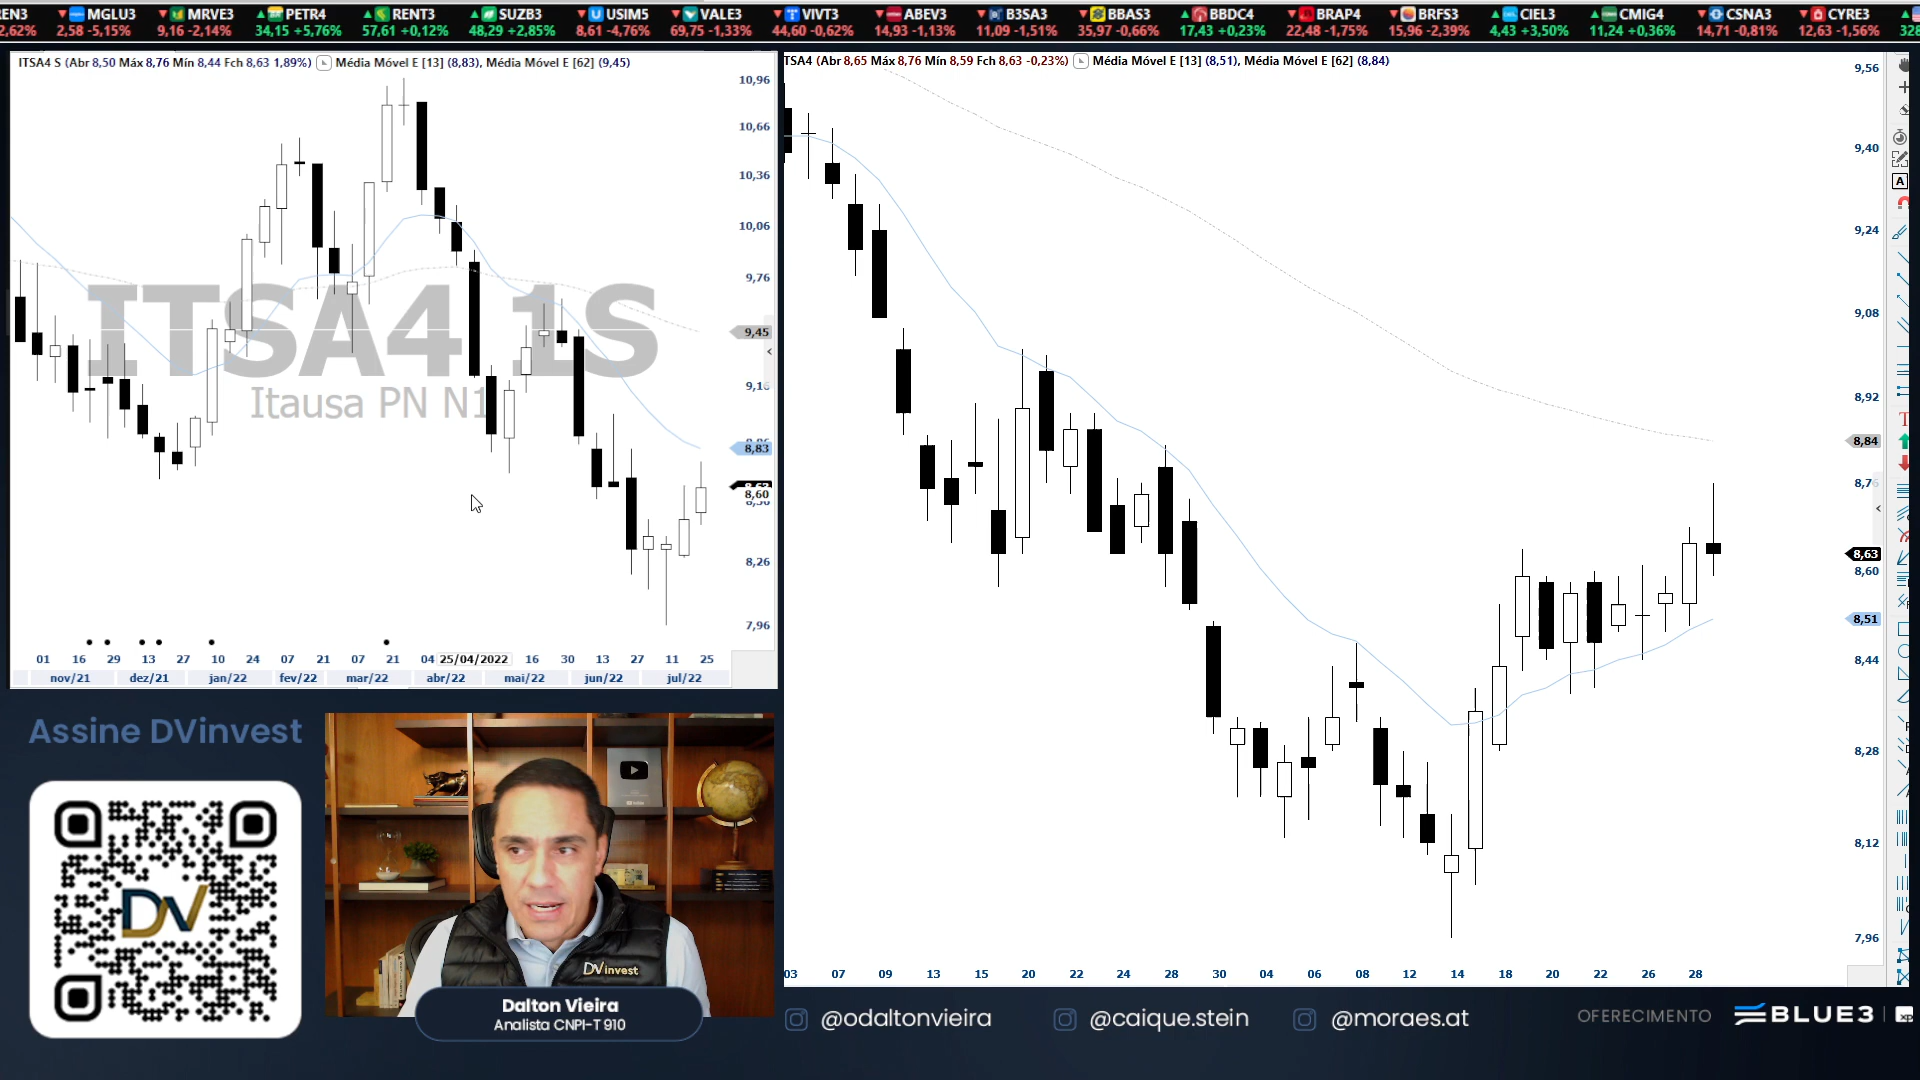 EN3 MGLU3 MRVE3 PETR4 RENT3 SUZB3 USIM5 VALE3 VIVT3 ABEV3 B3SA3 BBAS3 BBDC4 BRAP4 BRFS3 CIEL3 CMIG4 CSNA3 CYRE3
2,62% 2,58 -5,15% 9,16 -2,14% 34,15 +5,76% 57,61 +0,12% 48,29 +2,85% 8,61 -4,76% 69,75 -1,33% 44,60 -0,62% 14,93 -1,13% 11,09 -1,51% 35,97 -0,66% 17,43 +0,23% 22,48 -1,75% 15,96 -2,39% 4,43 +3,50% 11,24 +0,36% 14,71 -0,81% 12,63 -1,56% 328
ITSA4 S (Abr 8,50 Máx 8,76 Mín 8,44 Fch 8,63 1,89%) Média Móvel E [13] (8,83), Média Móvel E [62] (9,45)
10,96
10,66
10,36
10,06
9,76
9,45
9,16
8,83
8,60
8,26
7,96
ITSA4 1S
Itausa PN N1
01 16 29 13 27 10 24 07 21 07 21 04 25/04/2022 16 30 13 27 11 25
nov/21 dez/21 jan/22 fev/22 mar/22 abr/22 mai/22 jun/22 jul/22
TSA4 (Abr 8,65 Máx 8,76 Mín 8,59 Fch 8,63 -0,23%) Média Móvel E [13] (8,51), Média Móvel E [62] (8,84)
9,56
9,40
9,24
9,08
8,92
8,84
8,7
8,63
8,60
8,51
8,44
8,28
8,12
7,96
03 07 09 13 15 20 22 24 28 30 04 06 08 12 14 18 20 22 26 28
A
T
Assine DVinvest
DV
DVinvest
Dalton Vieira
Analista CNPI-T 910
@odaltonvieira @caique.stein @moraes.at
OFERECIMENTO BLUE3 xp